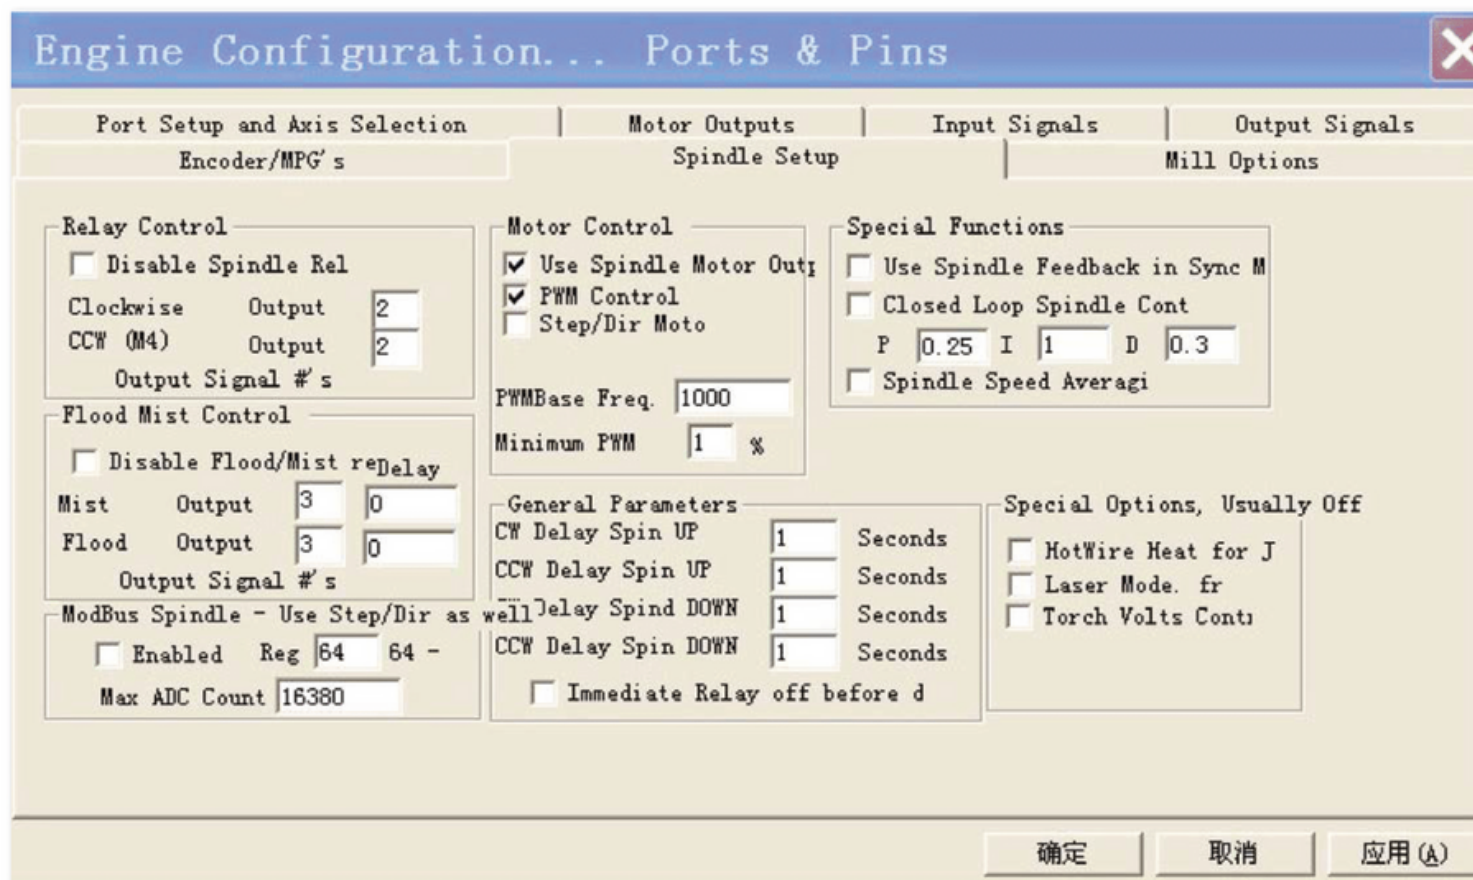 Engine Configuration... Ports & Pins
Port Setup and Axis Selection
Motor Outputs
Input Signals
Output Signals
Encoder/MPG's
Spindle Setup
Mill Options
Relay Control
Disable Spindle Rel
Clockwise Output 2
CCW (M4) Output 2
Output Signal #'s
Flood Mist Control
Disable Flood/Mist re Delay
Mist Output 3 0
Flood Output 3 0
Output Signal #'s
ModBus Spindle - Use Step/Dir as well
Enabled Reg 64 64 -
Max ADC Count 16380
Motor Control
Use Spindle Motor Outp
PWM Control
Step/Dir Moto
PWMBase Freq. 1000
Minimum PWM 1 %
General Parameters
CW Delay Spin UP 1 Seconds
CCW Delay Spin UP 1 Seconds
Delay Spind DOWN 1 Seconds
CCW Delay Spin DOWN 1 Seconds
Immediate Relay off before d
Special Functions
Use Spindle Feedback in Sync M
Closed Loop Spindle Cont
P 0.25 I 1 D 0.3
Spindle Speed Averagi
Special Options, Usually Off
HotWire Heat for J
Laser Mode. fr
Torch Volts Cont
确定
取消
应用(A)